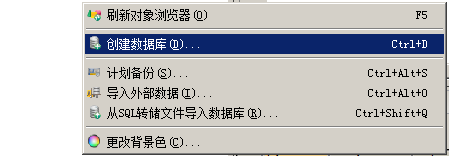 刷新对象浏览器(O) F5
创建数据库(D)... Ctrl+D
计划备份(S)... Ctrl+Alt+S
导入外部数据(I)... Ctrl+Alt+O
从SQL转储文件导入数据库(R)... Ctrl+Shift+Q
更改背景色(C)...